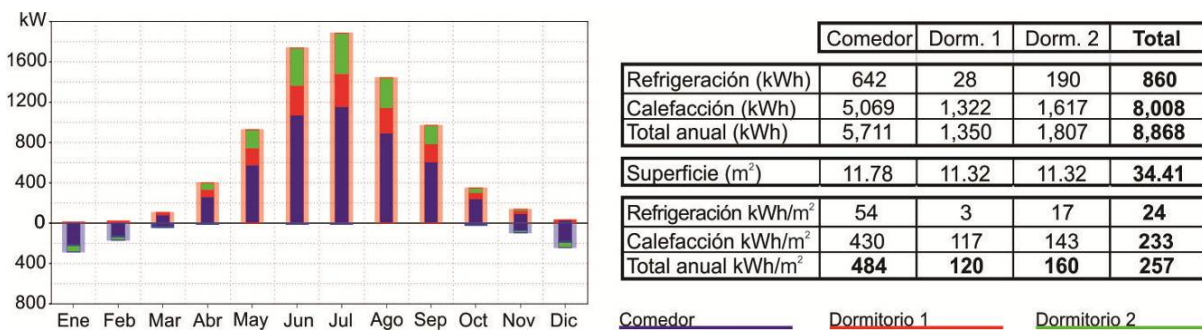 kW
1600
1200
800
400
0
400
800
Ene Feb Mar Abr May Jun Jul Ago Sep Oct Nov Dic
Comedor Dorm. 1 Dorm. 2 Total
Refrigeración (kWh) 642 28 190 860
Calefacción (kWh) 5,069 1,322 1,617 8,008
Total anual (kWh) 5,711 1,350 1,807 8,868
Superficie (m²) 11.78 11.32 11.32 34.41
Refrigeración kWh/m² 54 3 17 24
Calefacción kWh/m² 430 117 143 233
Total anual kWh/m² 484 120 160 257
Comedor Dormitorio 1 Dormitorio 2